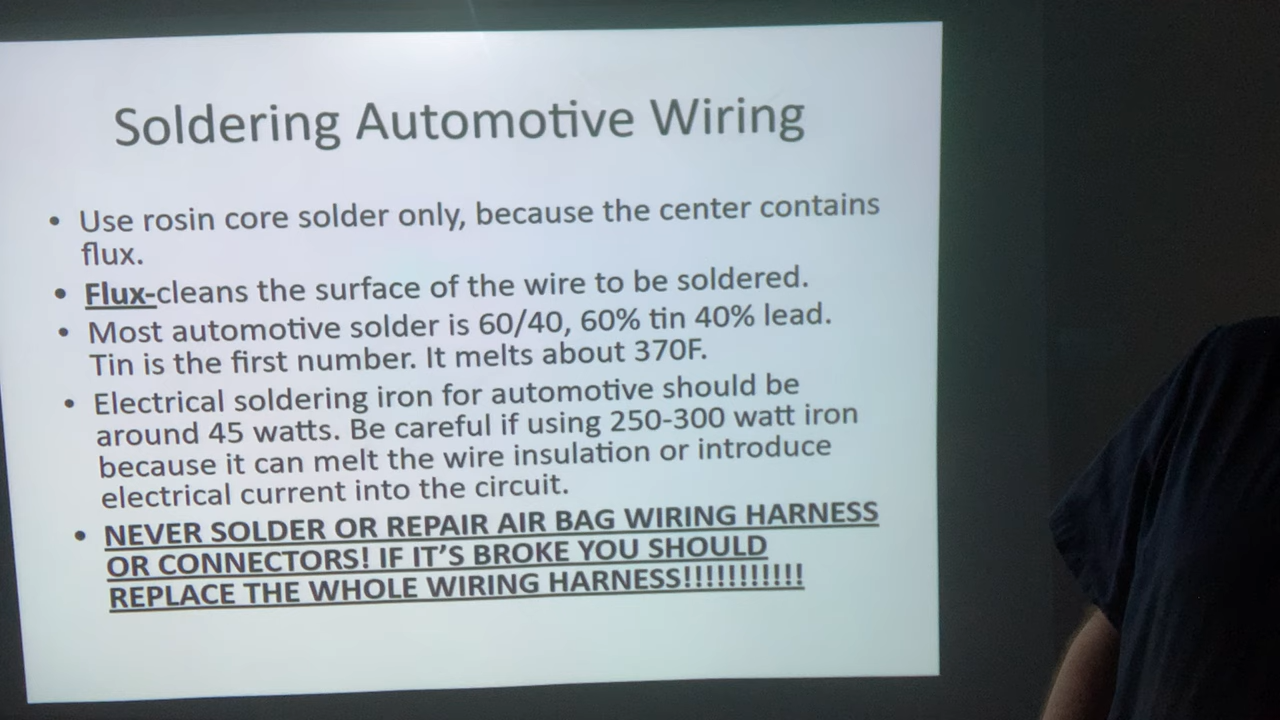 Soldering Automotive Wiring
• Use rosin core solder only, because the center contains
flux.
• Flux-cleans the surface of the wire to be soldered.
• Most automotive solder is 60/40, 60% tin 40% lead.
Tin is the first number. It melts about 370F.
• Electrical soldering iron for automotive should be
around 45 watts. Be careful if using 250-300 watt iron
because it can melt the wire insulation or introduce
electrical current into the circuit.
• NEVER SOLDER OR REPAIR AIR BAG WIRING HARNESS
OR CONNECTORS! IF IT'S BROKE YOU SHOULD
REPLACE THE WHOLE WIRING HARNESS!!!!!!!!!!!